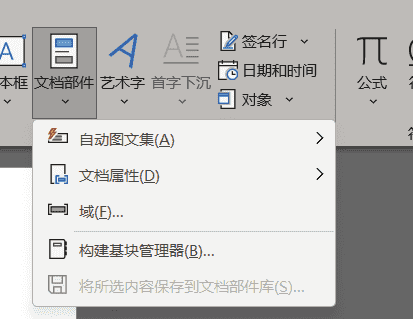 签名行
日期和时间
对象
本框
文档部件
艺术字
首字下沉
公式
自动图文集(A)
文档属性(D)
域(F)...
构建基块管理器(B)...
将所选内容保存到文档部件库(S)...